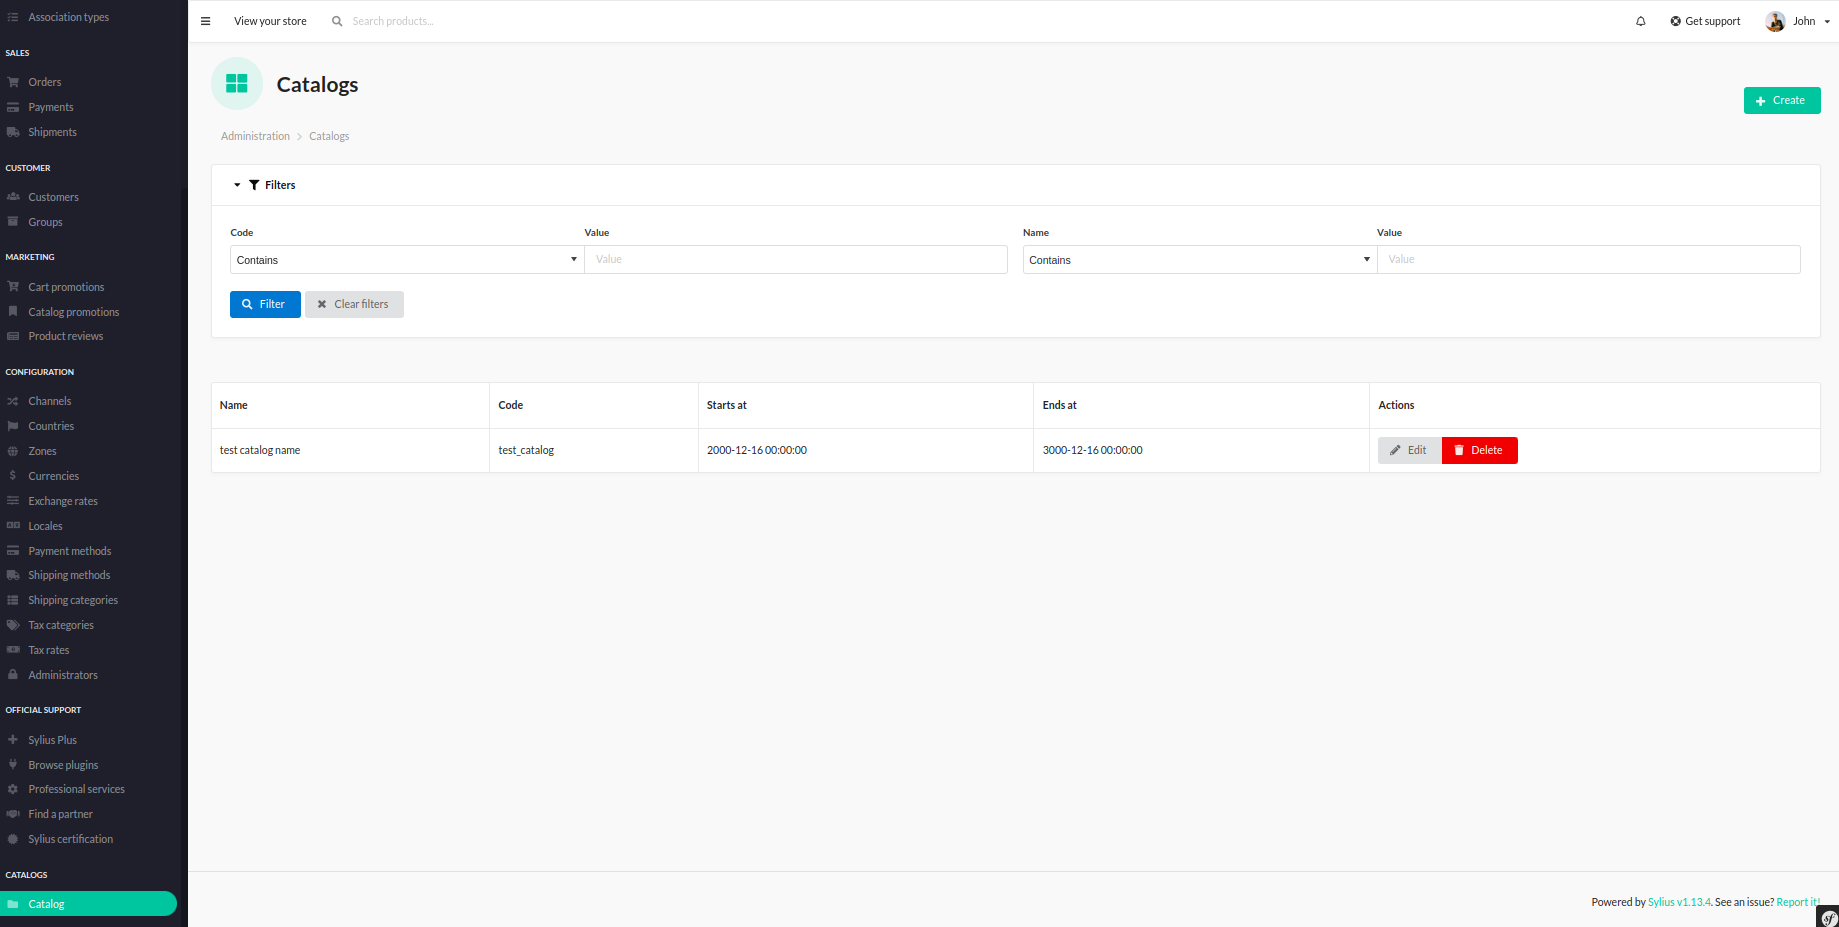 Association types
SALES
Orders
Payments
Shipments
CUSTOMER
Customers
Groups
MARKETING
Cart promotions
Catalog promotions
Product reviews
CONFIGURATION
Channels
Countries
Zones
Currencies
Exchange rates
Locales
Payment methods
Shipping methods
Shipping categories
Tax categories
Tax rates
Administrators
OFFICIAL SUPPORT
Sylius Plus
Browse plugins
Professional services
Find a partner
Sylius certification
CATALOGS
Catalog
View your store Search products... Get support John
Catalogs
Create
Administration Catalogs
Filters
Code Value Name Value
Contains Value Contains Value
Filter Clear filters
Name Code Starts at Ends at Actions
test catalog name test_catalog 2000-12-16 00:00:00 3000-12-16 00:00:00 Edit Delete
Powered by Sylius v1.13.4. See an issue? Report it!